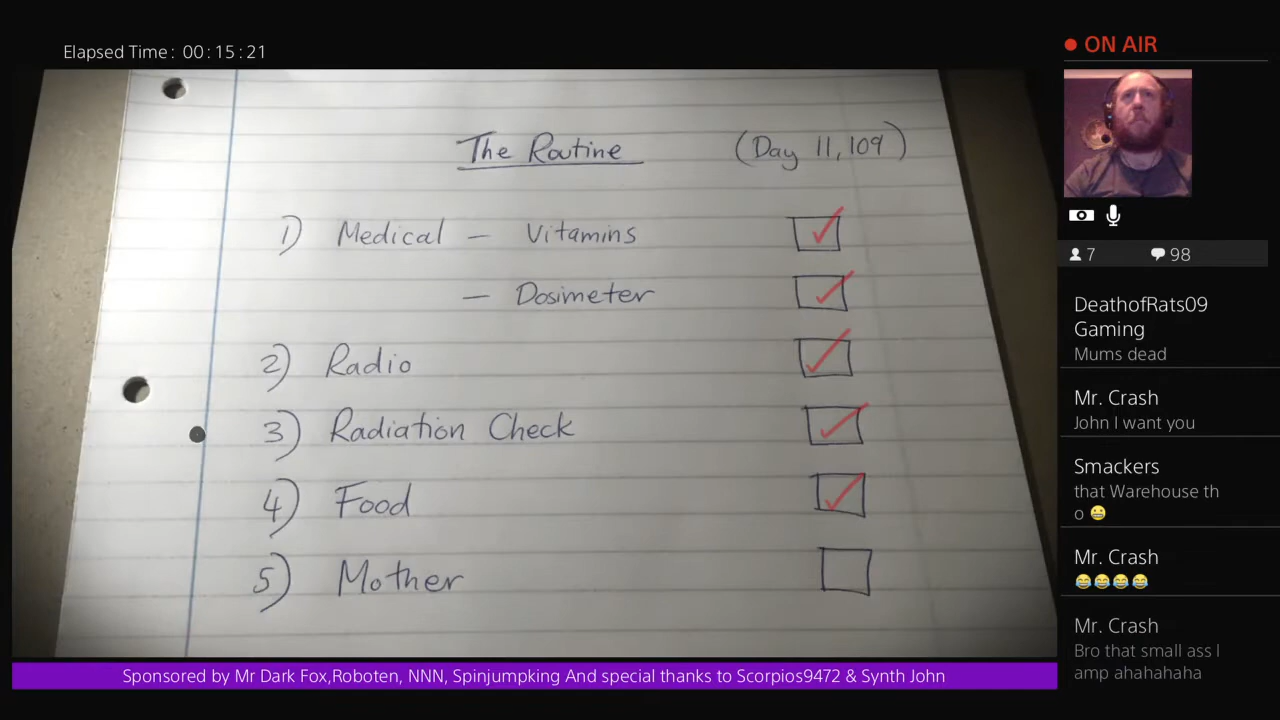 Elapsed Time: 00:15:21
ON AIR
The Routine (Day 11,109)
1) Medical — Vitamins
— Dosimeter
2) Radio
3) Radiation Check
4) Food
5) Mother
7 98
DeathofRats09
Gaming
Mums dead
Mr. Crash
John I want you
Smackers
that Warehouse th
o 😀
Mr. Crash
😂😂😂😂
Mr. Crash
Bro that small ass l
amp ahahahaha
Sponsored by Mr Dark Fox,Roboten, NNN, Spinjumpking And special thanks to Scorpios9472 & Synth John